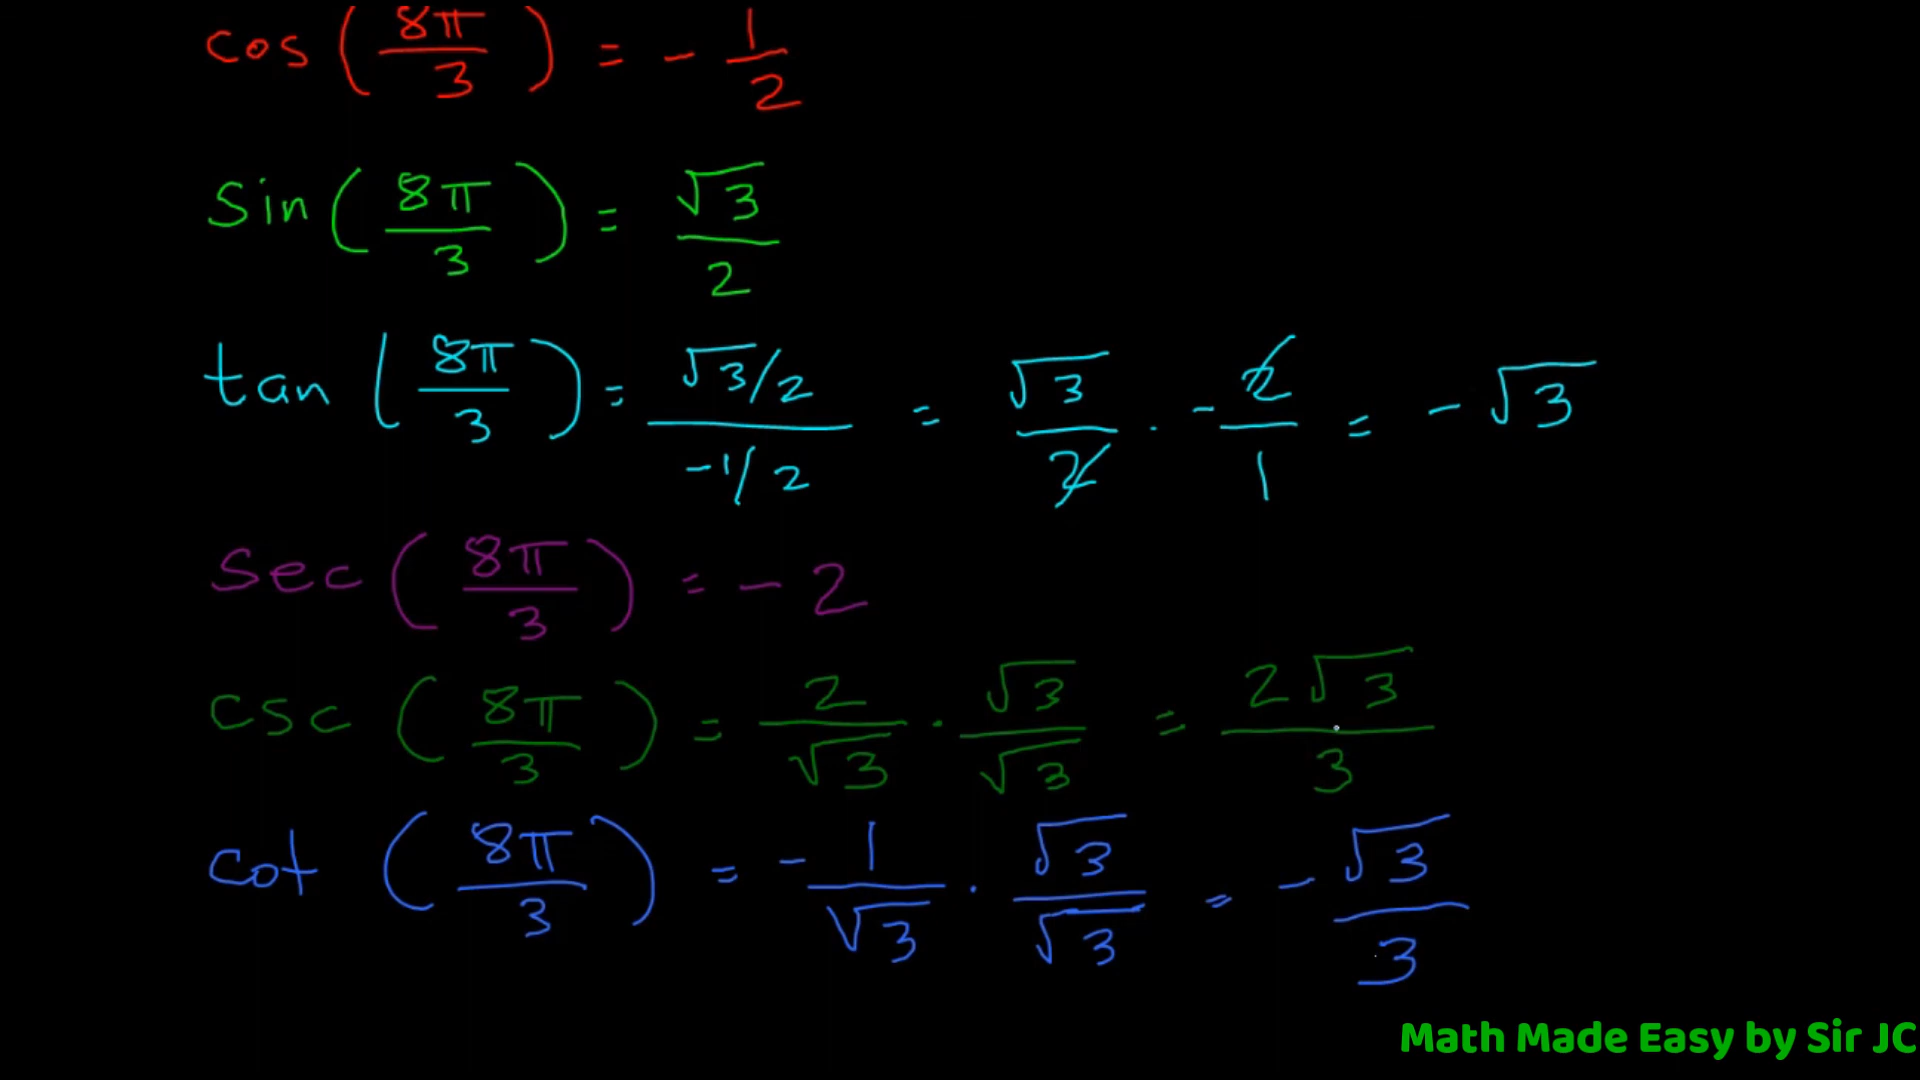 cos(8π/3) = -1/2
sin(8π/3) = √3/2
tan(8π/3) = (√3/2)/(-1/2) = √3/2 · -2/1 = -√3
sec(8π/3) = -2
csc(8π/3) = 2/√3 · √3/√3 = 2√3/3
cot(8π/3) = -1/√3 · √3/√3 = -√3/3
Math Made Easy by Sir JC